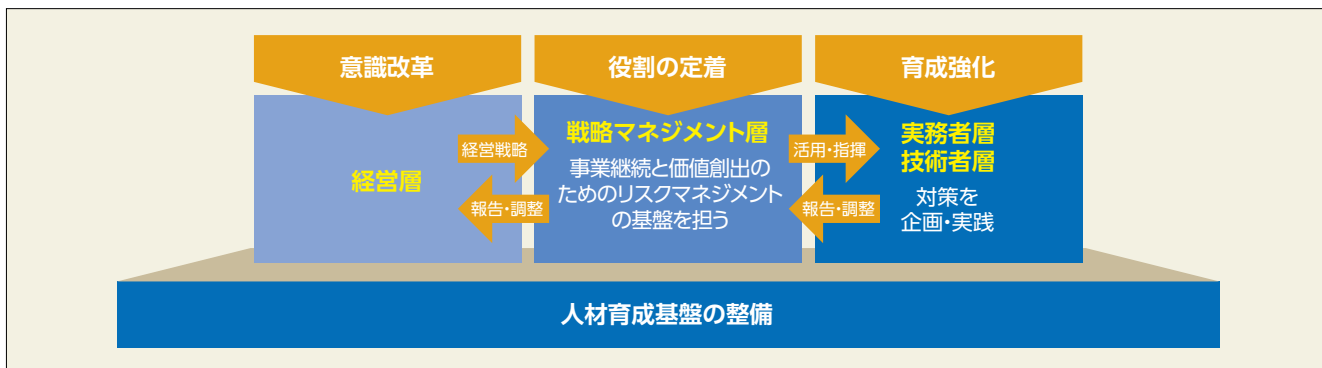 意識改革
役割の定着
育成強化
経営層
経営戦略
報告・調整
戦略マネジメント層
事業継続と価値創出の
ためのリスクマネジメント
の基盤を担う
活用・指揮
報告・調整
実務者層
技術者層
対策を
企画・実践
人材育成基盤の整備